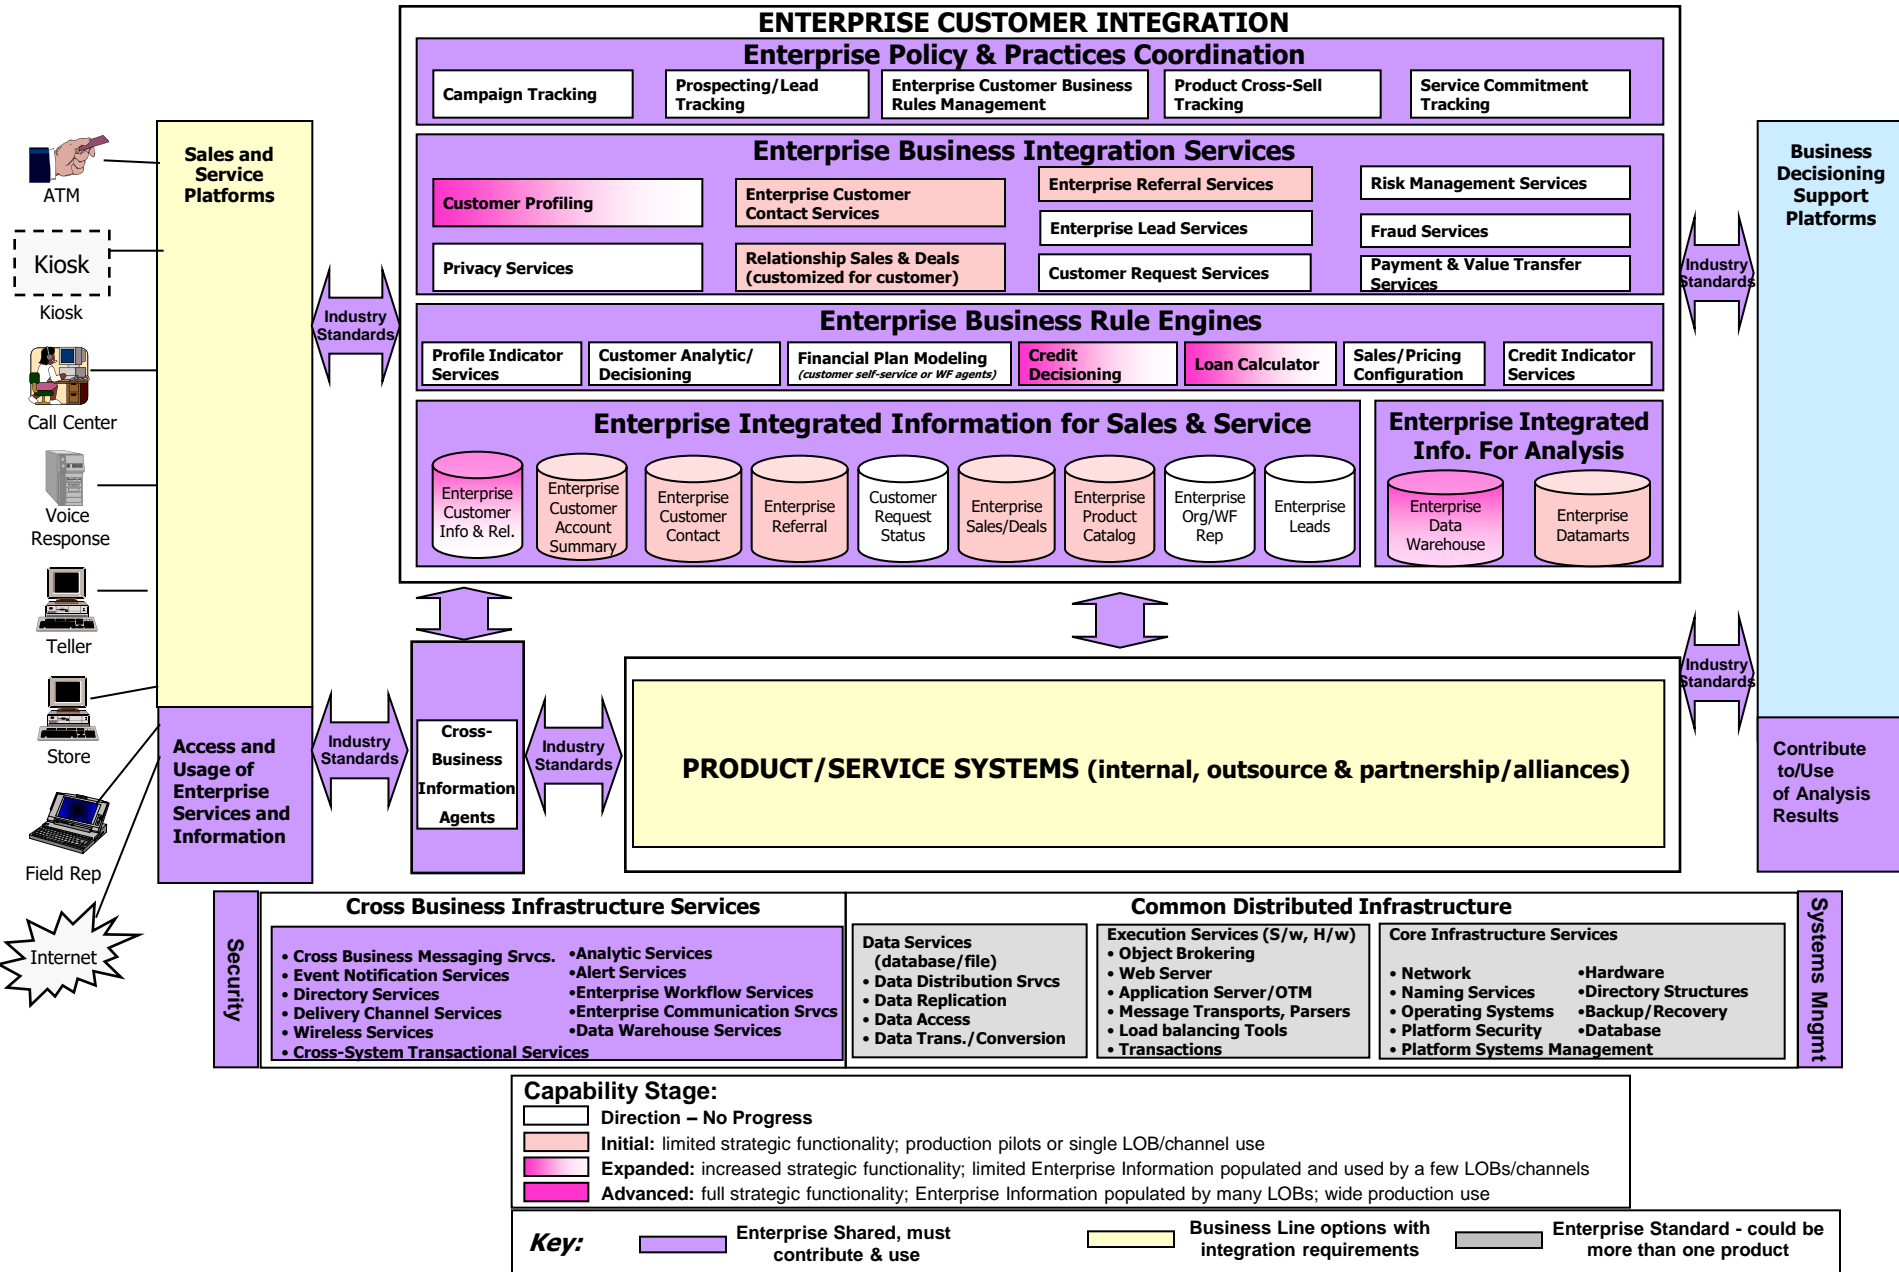 ENTERPRISE CUSTOMER INTEGRATION
Enterprise Policy & Practices Coordination
Campaign Tracking
Prospecting/Lead
Tracking
Enterprise Customer Business
Rules Management
Product Cross-Sell
Tracking
Service Commitment
Tracking
Enterprise Business Integration Services
Customer Profiling
Enterprise Customer
Contact Services
Enterprise Referral Services
Risk Management Services
Enterprise Lead Services
Fraud Services
Privacy Services
Relationship Sales & Deals
(customized for customer)
Customer Request Services
Payment & Value Transfer
Services
Enterprise Business Rule Engines
Profile Indicator
Services
Customer Analytic/
Decisioning
Financial Plan Modeling
(customer self-service or WF agents)
Credit
Decisioning
Loan Calculator
Sales/Pricing
Configuration
Credit Indicator
Services
Enterprise Integrated Information for Sales & Service
Enterprise
Customer
Info & Rel.
Enterprise
Customer
Account
Summary
Enterprise
Customer
Contact
Enterprise
Referral
Customer
Request
Status
Enterprise
Sales/Deals
Enterprise
Product
Catalog
Enterprise
Org/WF
Rep
Enterprise
Leads
Enterprise Integrated
Info. For Analysis
Enterprise
Data
Warehouse
Enterprise
Datamarts
ATM
Kiosk
Kiosk
Call Center
Voice
Response
Teller
Store
Field Rep
Internet
Sales and
Service
Platforms
Access and
Usage of
Enterprise
Services and
Information
Industry
Standards
Industry
Standards
Cross-
Business
Information
Agents
Industry
Standards
PRODUCT/SERVICE SYSTEMS (internal, outsource & partnership/alliances)
Industry
Standards
Industry
Standards
Business
Decisioning
Support
Platforms
Contribute
to/Use
of Analysis
Results
Security
Cross Business Infrastructure Services
• Cross Business Messaging Srvcs.
• Event Notification Services
• Directory Services
• Delivery Channel Services
• Wireless Services
• Cross-System Transactional Services
•Analytic Services
•Alert Services
•Enterprise Workflow Services
•Enterprise Communication Srvcs
•Data Warehouse Services
Common Distributed Infrastructure
Data Services
(database/file)
• Data Distribution Srvcs
• Data Replication
• Data Access
• Data Trans./Conversion
Execution Services (S/w, H/w)
• Object Brokering
• Web Server
• Application Server/OTM
• Message Transports, Parsers
• Load balancing Tools
• Transactions
Core Infrastructure Services
• Network
• Naming Services
• Operating Systems
• Platform Security
• Platform Systems Management
•Hardware
•Directory Structures
•Backup/Recovery
•Database
Systems Mngmt
Capability Stage:
Direction – No Progress
Initial: limited strategic functionality; production pilots or single LOB/channel use
Expanded: increased strategic functionality; limited Enterprise Information populated and used by a few LOBs/channels
Advanced: full strategic functionality; Enterprise Information populated by many LOBs; wide production use
Key:
Enterprise Shared, must
contribute & use
Business Line options with
integration requirements
Enterprise Standard - could be
more than one product